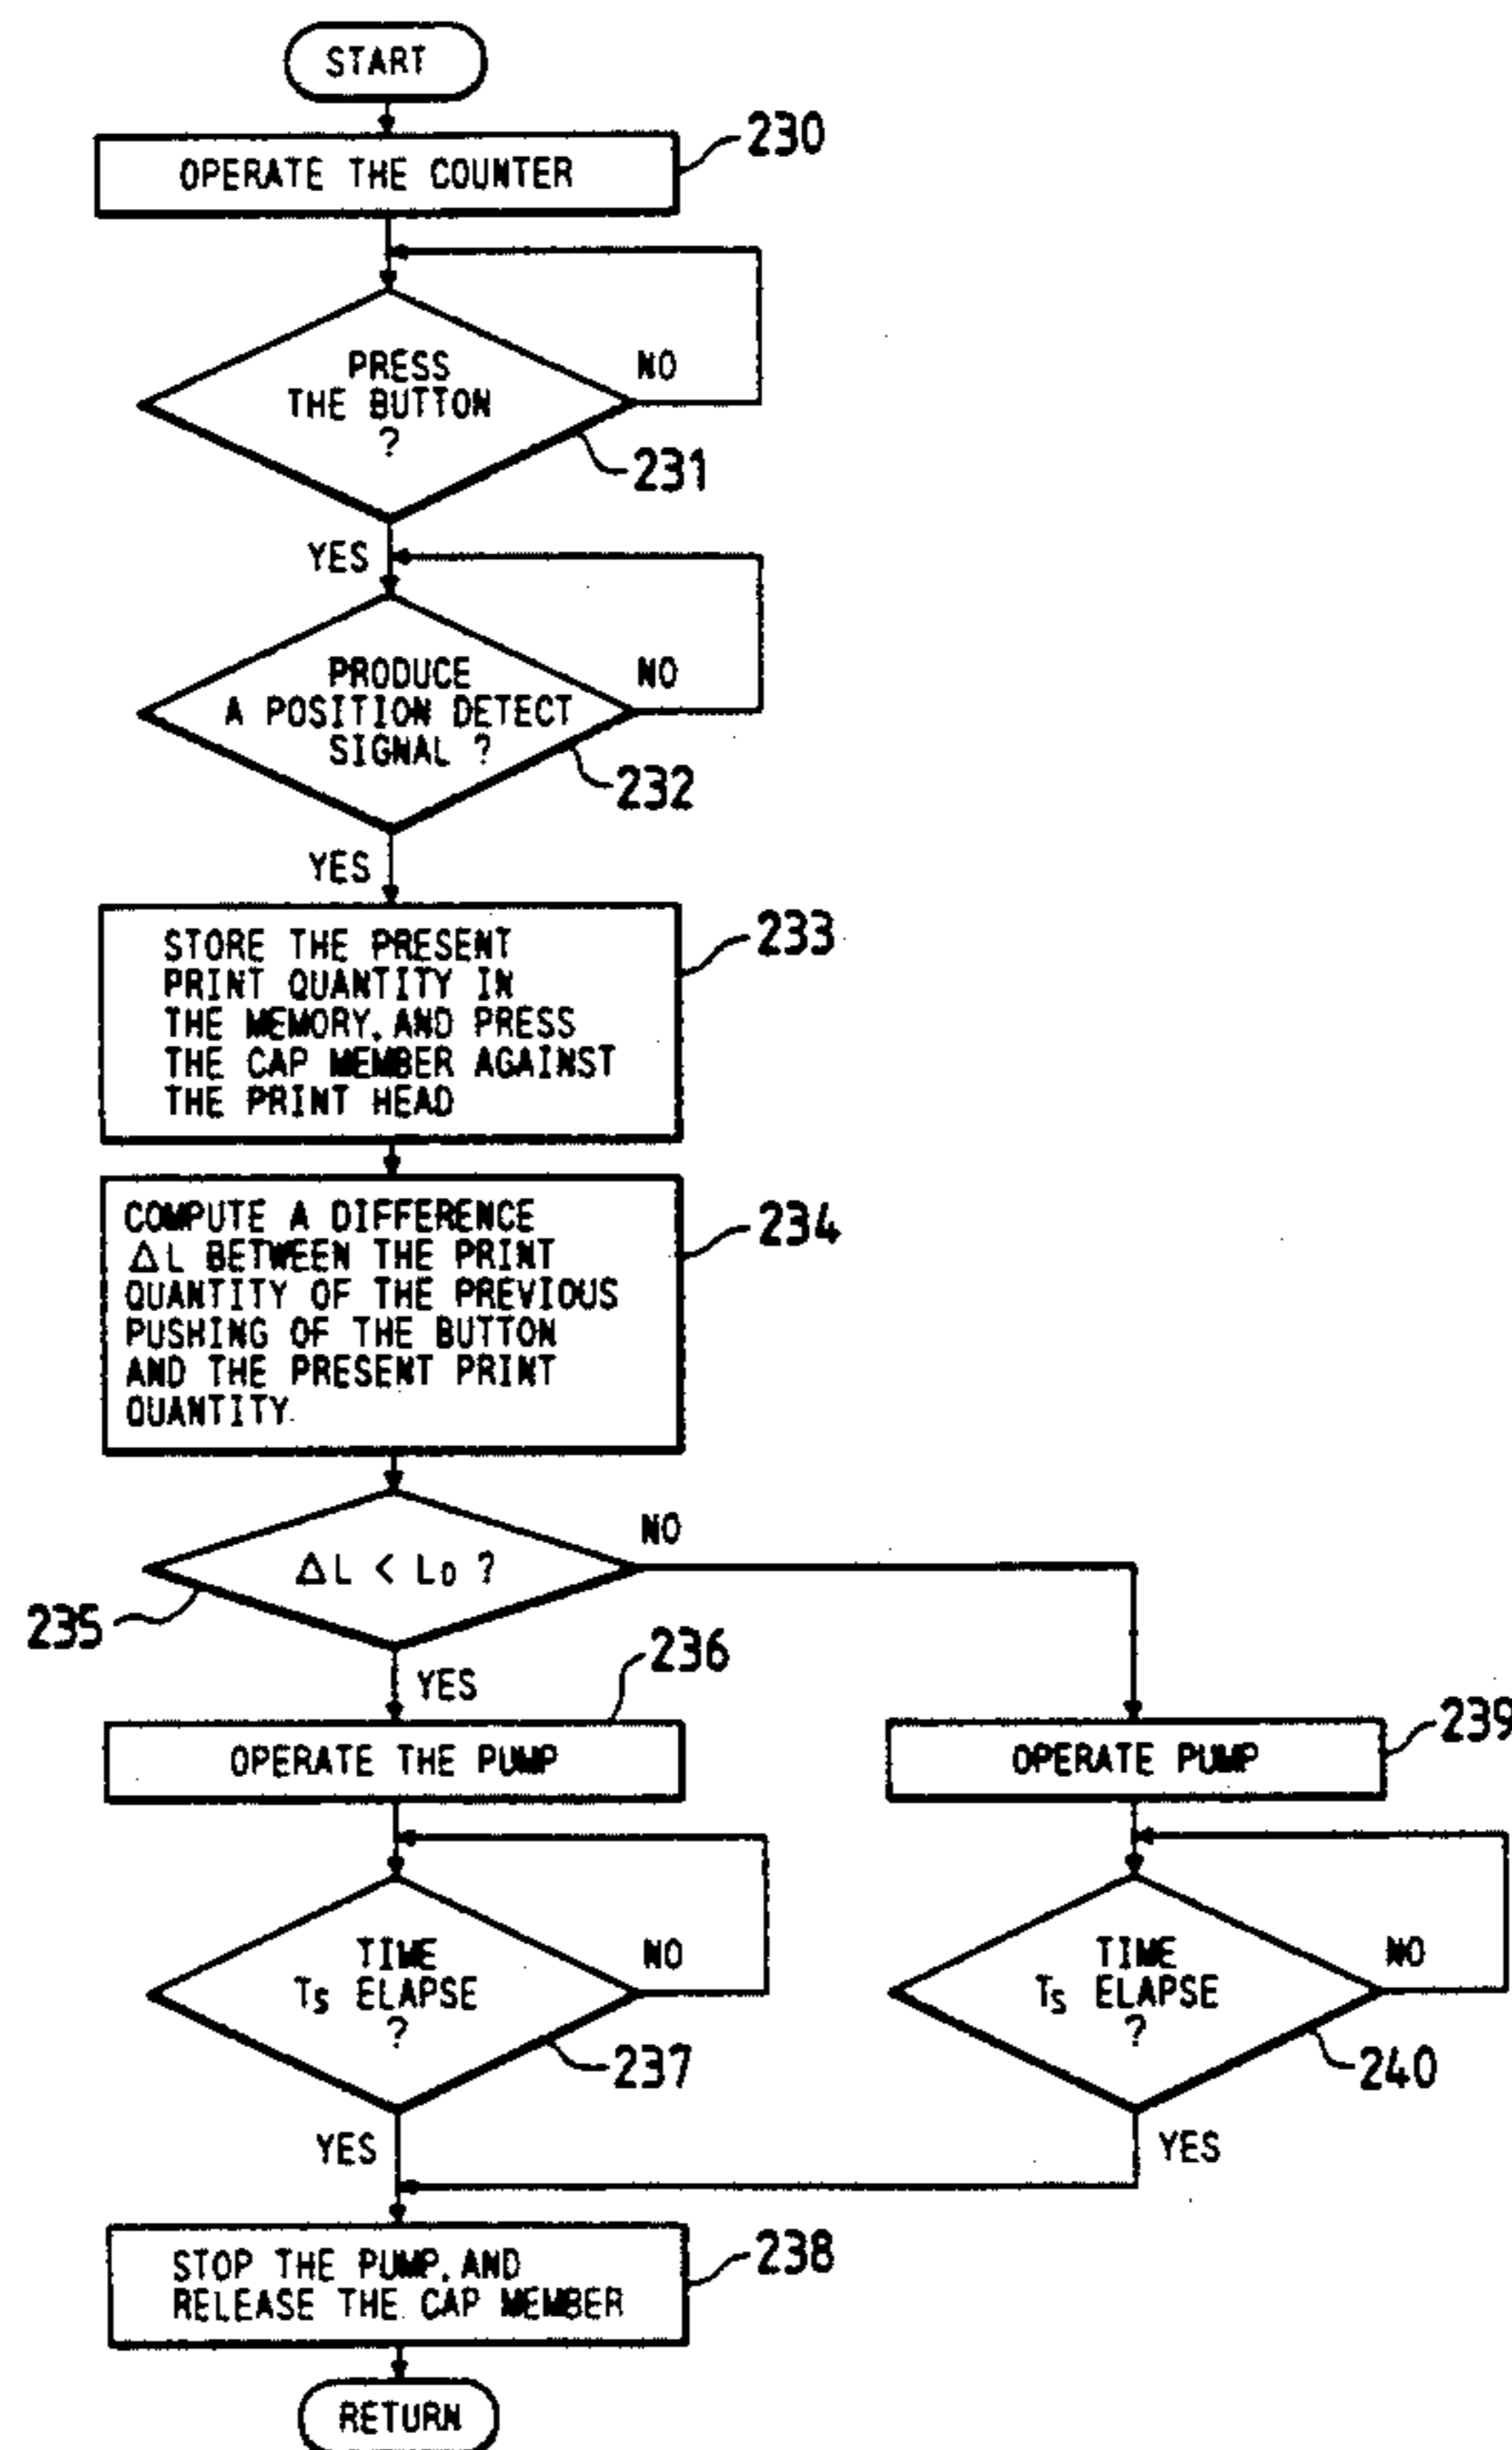 START
OPERATE THE COUNTER
230
PRESS
THE BUTTON
?
NO
231
YES
PRODUCE
A POSITION DETECT
SIGNAL ?
NO
232
YES
STORE THE PRESENT
PRINT QUANTITY IN
THE MEMORY, AND PRESS
THE CAP MEMBER AGAINST
THE PRINT HEAD
233
COMPUTE A DIFFERENCE
ΔL BETWEEN THE PRINT
QUANTITY OF THE PREVIOUS
PUSHING OF THE BUTTON
AND THE PRESENT PRINT
QUANTITY
234
ΔL < L0 ?
NO
235
YES
236
OPERATE THE PUMP
OPERATE PUMP
239
TIME
TS ELAPSE
?
NO
237
YES
TIME
TS ELAPSE
?
NO
240
YES
STOP THE PUMP, AND
RELEASE THE CAP MEMBER
238
RETURN